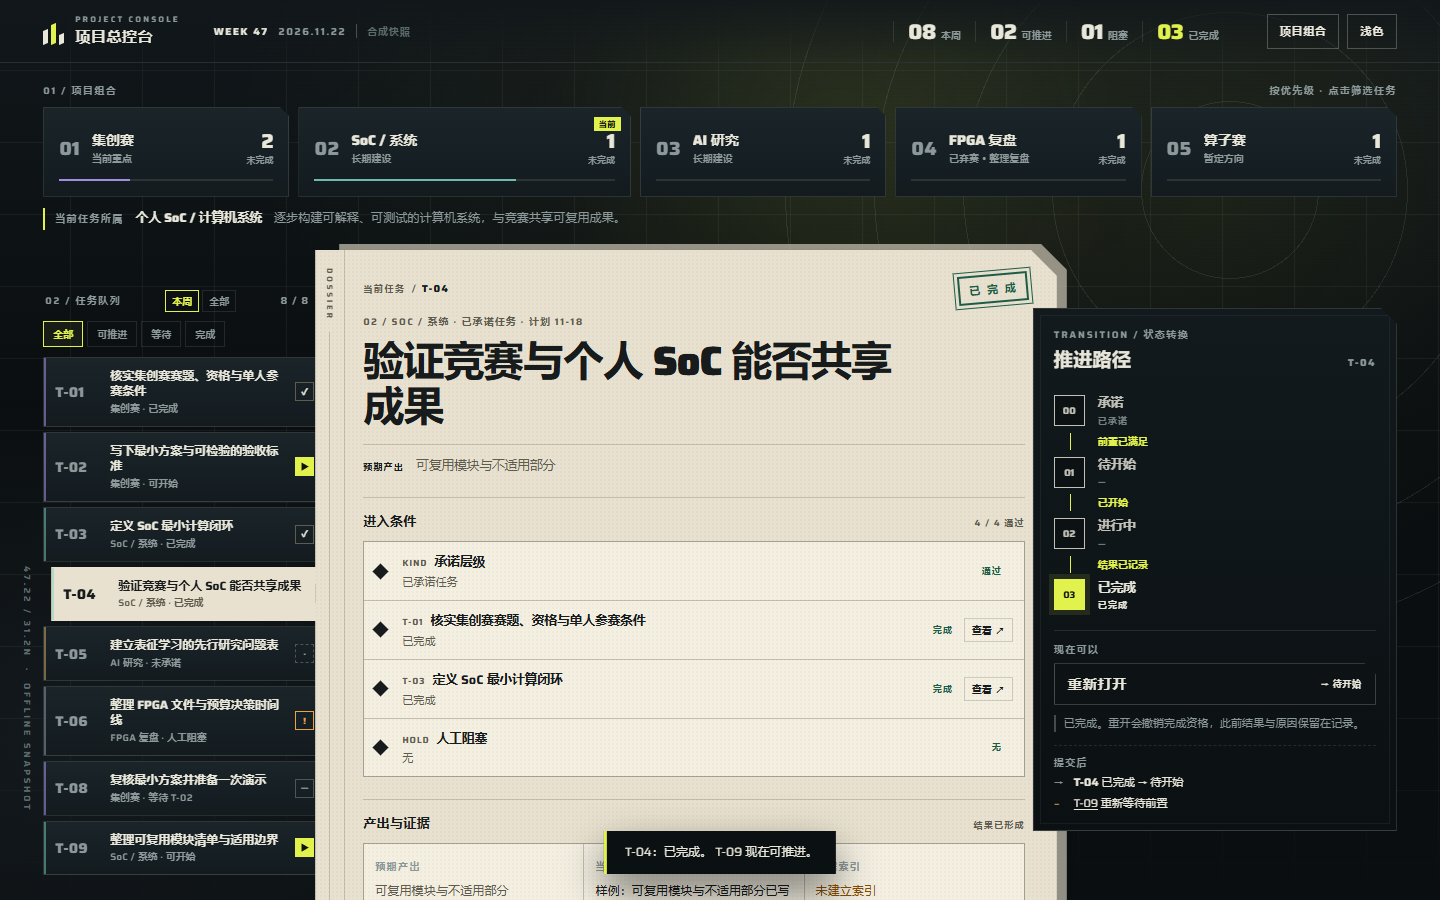 PROJECT CONSOLE
项目总控台
WEEK 47 2026.11.22 合成快照
08 本周 02 可推进 01 阻塞 03 已完成
项目组合 浅色
01 / 项目组合
按优先级 · 点击筛选任务
01 集创赛 当前重点 2 未完成
02 SoC / 系统 长期建设 当前 1 未完成
03 AI 研究 长期建设 1 未完成
04 FPGA 复盘 已弃赛 • 整理复盘 1 未完成
05 算子赛 暂定方向 1 未完成
当前任务所属 个人 SoC / 计算机系统 逐步构建可解释、可测试的计算机系统，与竞赛共享可复用成果。
02 / 任务队列 本周 全部 8 / 8
全部 可推进 等待 完成
T-01 核实集创赛赛题、资格与单人参
赛条件
集创赛 · 已完成
T-02 写下最小方案与可检验的验收标
准
集创赛 · 可开始
T-03 定义 SoC 最小计算闭环
SoC / 系统 · 已完成
T-04 验证竞赛与个人 SoC 能否共享成果
SoC / 系统 · 已完成
T-05 建立表征学习的先行研究问题表
AI 研究 · 未承诺
T-06 整理 FPGA 文件与预算决策时间
线
FPGA 复盘 · 人工阻塞
T-08 复核最小方案并准备一次演示
集创赛 · 等待 T-02
T-09 整理可复用模块清单与适用边界
SoC / 系统 · 可开始
47.22 / 31.2N · OFFLINE SNAPSHOT
DOSSIER
当前任务 / T-04
已完成
02 / SOC / 系统 · 已承诺任务 · 计划 11-18
验证竞赛与个人 SoC 能否共享
成果
预期产出 可复用模块与不适用部分
进入条件 4 / 4 通过
KIND 承诺层级 通过
已承诺任务
T-01 核实集创赛赛题、资格与单人参赛条件 完成 查看 ↗
已完成
T-03 定义 SoC 最小计算闭环 完成 查看 ↗
已完成
HOLD 人工阻塞 无
无
产出与证据 结果已形成
预期产出
可复用模块与不适用部分
样例：可复用模块与不适用部分已写
索引
未建立索引
T-04：已完成。 T-09 现在可推进。
TRANSITION / 状态转换
推进路径 T-04
00 承诺
已承诺
前置已满足
01 待开始
—
已开始
02 进行中
—
结果已记录
03 已完成
已完成
现在可以
重新打开 → 待开始
已完成。重开会撤销完成资格，此前结果与原因保留在记录。
提交后
→ T-04 已完成 → 待开始
– T-09 重新等待前置